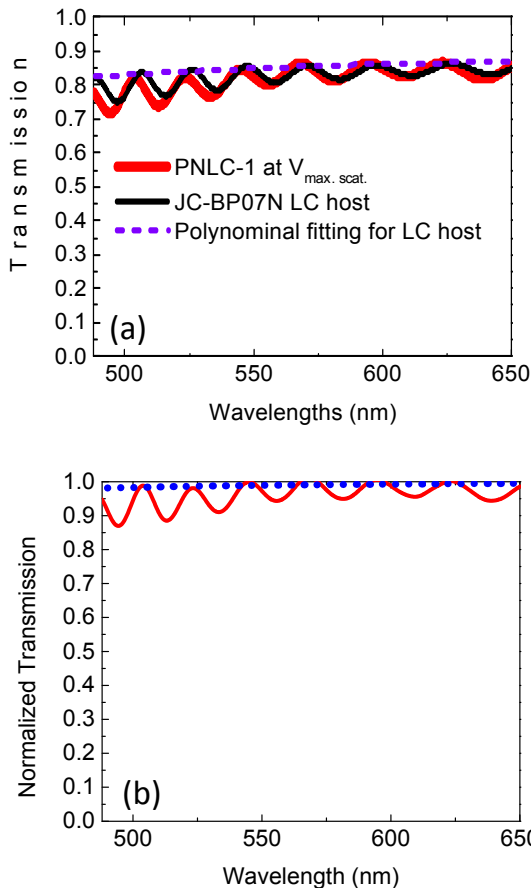 1.0
0.9
0.8
0.7
0.6
0.5
0.4
0.3
0.2
0.1
0.0
Transmission
PNLC-1 at V max. scat.
JC-BP07N LC host
Polynominal fitting for LC host
(a)
500 550 600 650
Wavelengths (nm)
1.0
0.9
0.8
0.7
0.6
0.5
0.4
0.3
0.2
0.1
0.0
Normalized Transmission
(b)
500 550 600 650
Wavelength (nm)